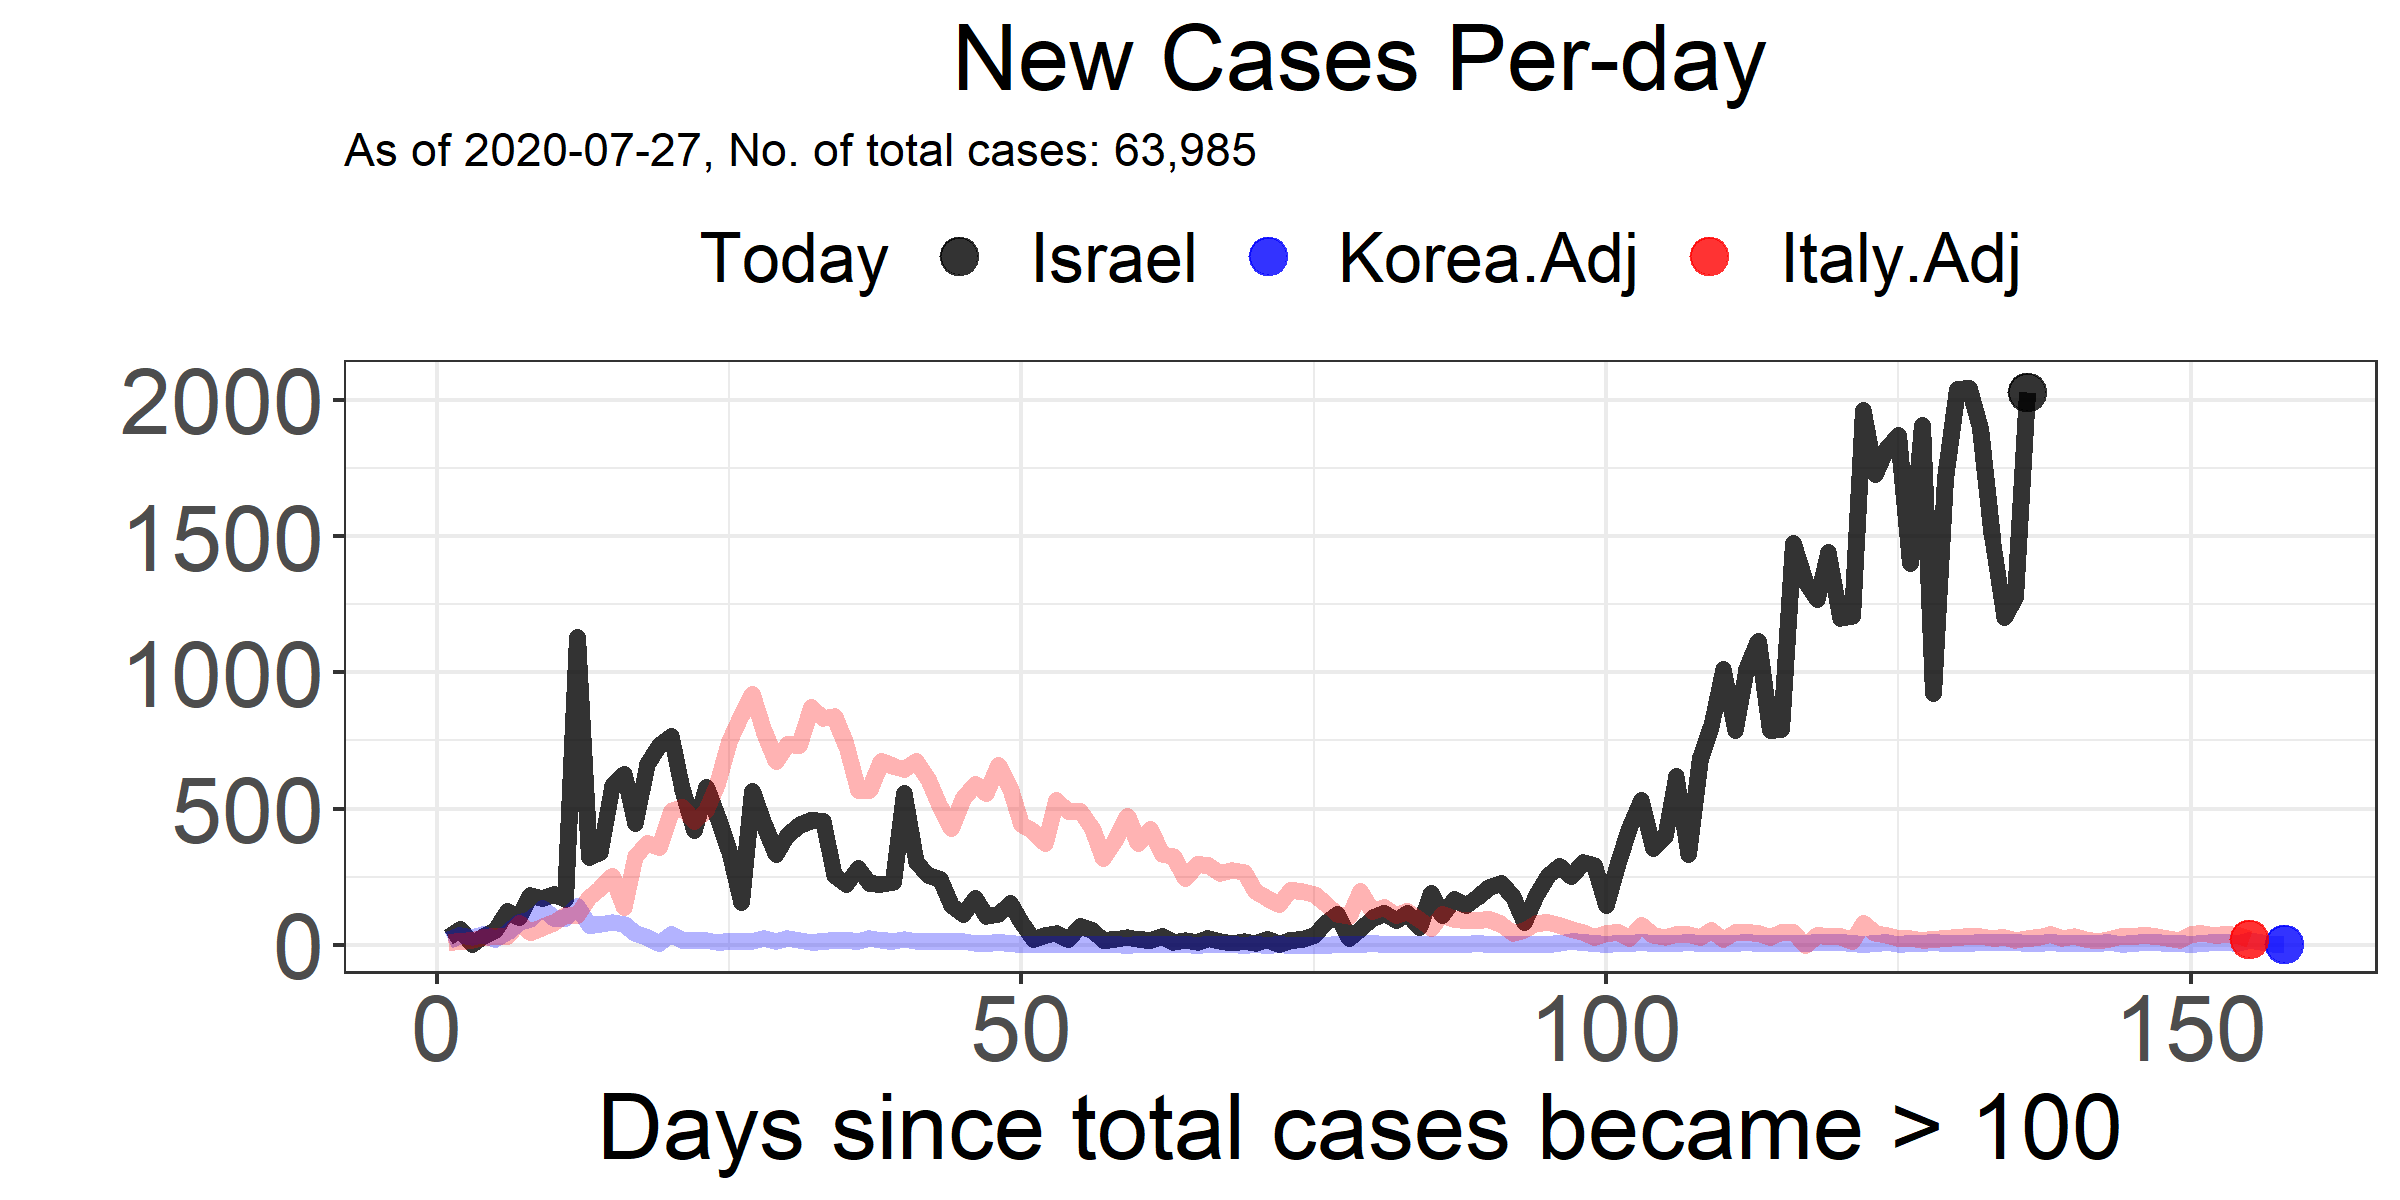 New Cases Per-day
As of 2020-07-27, No. of total cases: 63,985
Today Israel Korea.Adj Italy.Adj
2000
1500
1000
500
0
0 50 100 150
Days since total cases became > 100